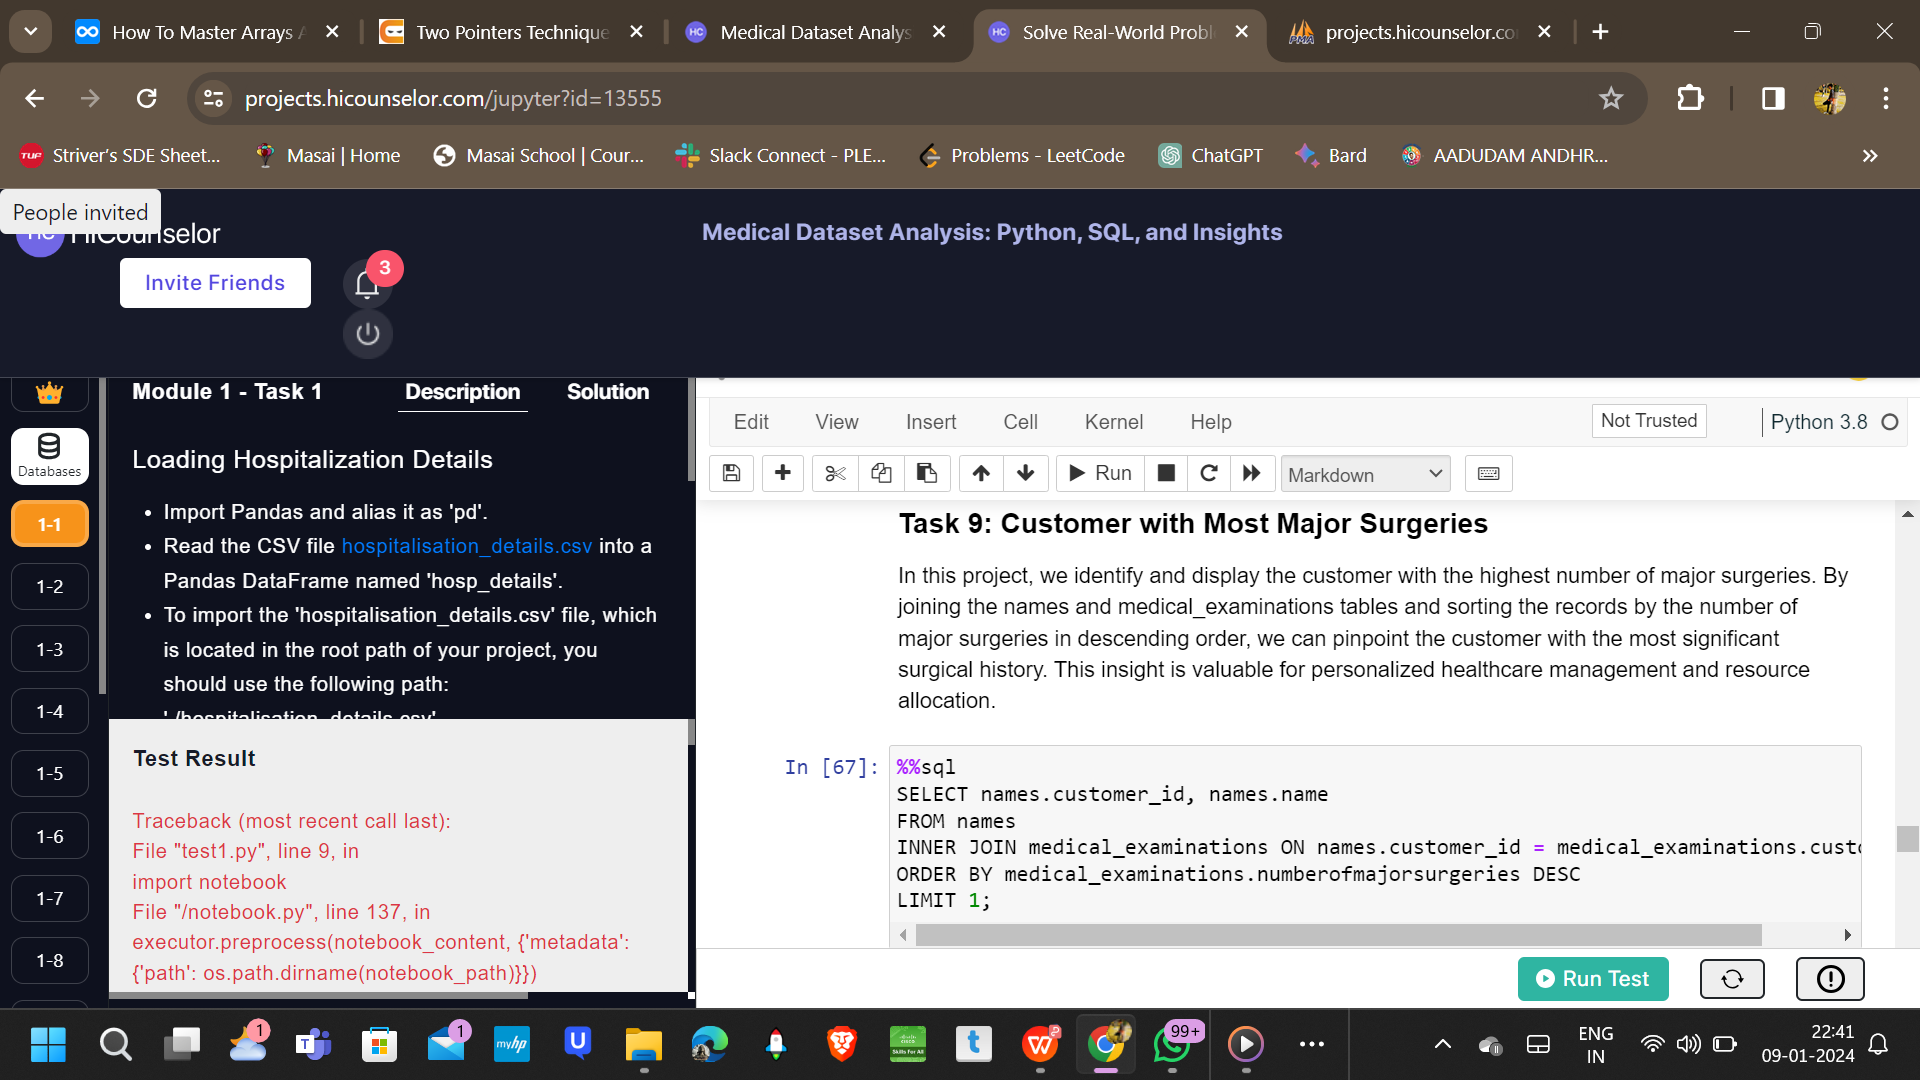 How To Master Arrays
Two Pointers Technique
HC Medical Dataset Analys
HC Solve Real-World Probl
PMA projects.hicounselor.co
projects.hicounselor.com/jupyter?id=13555
TUF Striver's SDE Sheet...
Masai | Home
Masai School | Cour...
Slack Connect - PLE...
Problems - LeetCode
ChatGPT
Bard
AADUDAM ANDHR...
People invited
HiCounselor
Medical Dataset Analysis: Python, SQL, and Insights
Invite Friends
3
Module 1 - Task 1
Description
Solution
Databases
1-1
1-2
1-3
1-4
1-5
1-6
1-7
1-8
Loading Hospitalization Details
• Import Pandas and alias it as 'pd'.
• Read the CSV file hospitalisation_details.csv into a
Pandas DataFrame named 'hosp_details'.
• To import the 'hospitalisation_details.csv' file, which
is located in the root path of your project, you
should use the following path:
'./hospitalisation_details.csv'
Test Result
Traceback (most recent call last):
File "test1.py", line 9, in
import notebook
File "/notebook.py", line 137, in
executor.preprocess(notebook_content, {'metadata':
{'path': os.path.dirname(notebook_path)}})
Edit View Insert Cell Kernel Help
Not Trusted
Python 3.8
Run
Markdown
Task 9: Customer with Most Major Surgeries
In this project, we identify and display the customer with the highest number of major surgeries. By
joining the names and medical_examinations tables and sorting the records by the number of
major surgeries in descending order, we can pinpoint the customer with the most significant
surgical history. This insight is valuable for personalized healthcare management and resource
allocation.
In [67]:
%%sql
SELECT names.customer_id, names.name
FROM names
INNER JOIN medical_examinations ON names.customer_id = medical_examinations.custo
ORDER BY medical_examinations.numberofmajorsurgeries DESC
LIMIT 1;
Run Test
1
1
myhp
Skills For All
99+
ENG
IN
22:41
09-01-2024